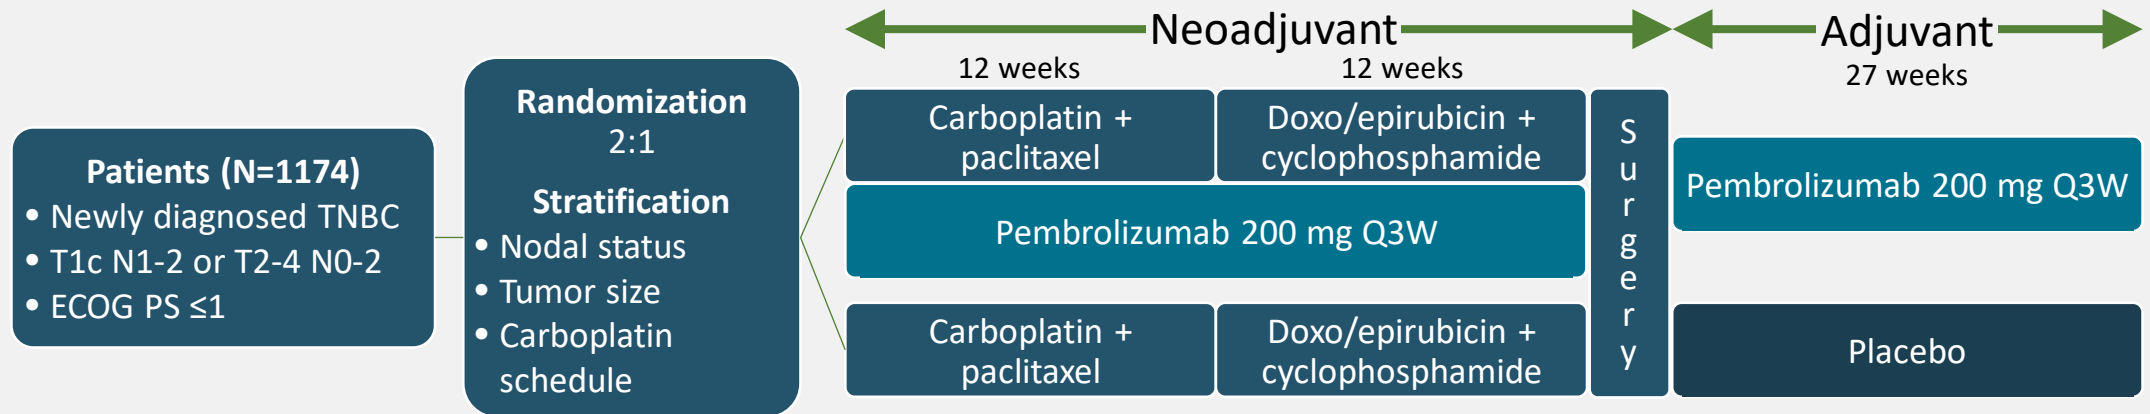 Neoadjuvant
Adjuvant
12 weeks
12 weeks
27 weeks
Patients (N=1174)
• Newly diagnosed TNBC
• T1c N1-2 or T2-4 N0-2
• ECOG PS ≤1
Randomization
2:1
Stratification
• Nodal status
• Tumor size
• Carboplatin
schedule
Carboplatin +
paclitaxel
Doxo/epirubicin +
cyclophosphamide
Pembrolizumab 200 mg Q3W
Carboplatin +
paclitaxel
Doxo/epirubicin +
cyclophosphamide
Surgery
Pembrolizumab 200 mg Q3W
Placebo